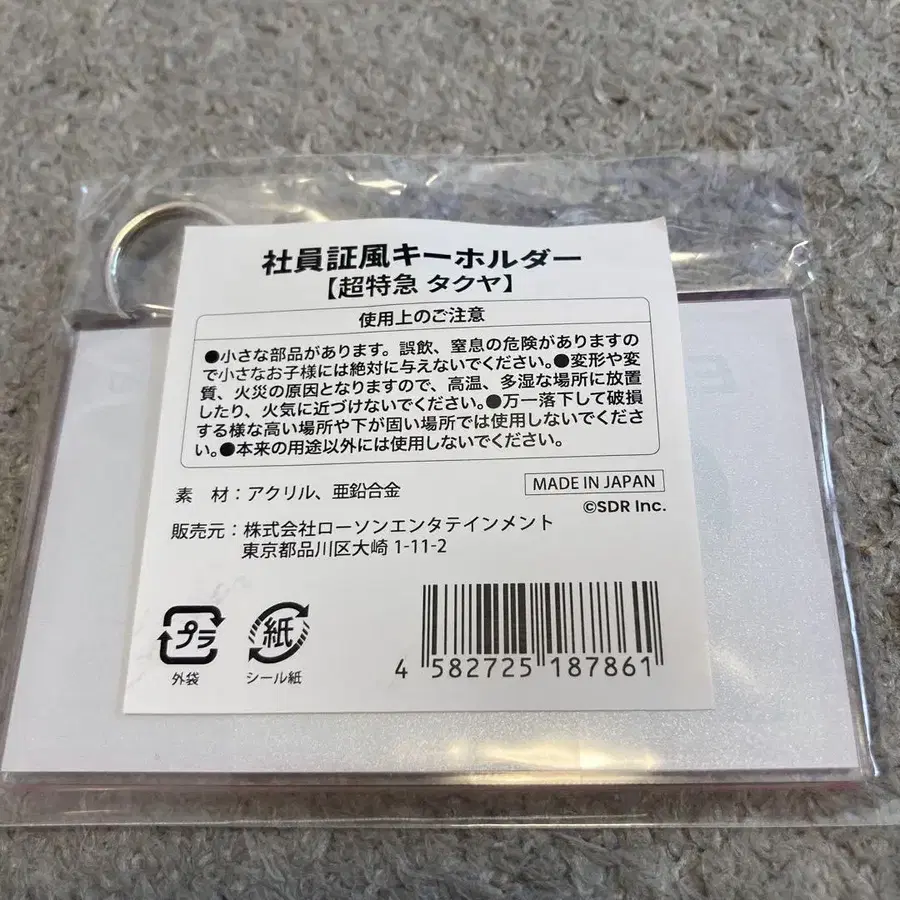 社員証風キーホルダー
【超特急 タクヤ】
使用上のご注意
●小さな部品があります。誤飲、窒息の危険がありますの
で小さなお子様には絶対に与えないでください。●変形や変
質、火災の原因となりますので、高温、多湿な場所に放置
したり、火気に近づけないでください。●万一落下して破損
する様な高い場所や下が固い場所では使用しないでくださ
い。●本来の用途以外には使用しないでください。
素　材：アクリル、亜鉛合金
MADE IN JAPAN
©SDR Inc.
販売元：株式会社ローソンエンタテインメント
東京都品川区大崎 1-11-2
プラ
外袋
紙
シール紙
4 582725 187861